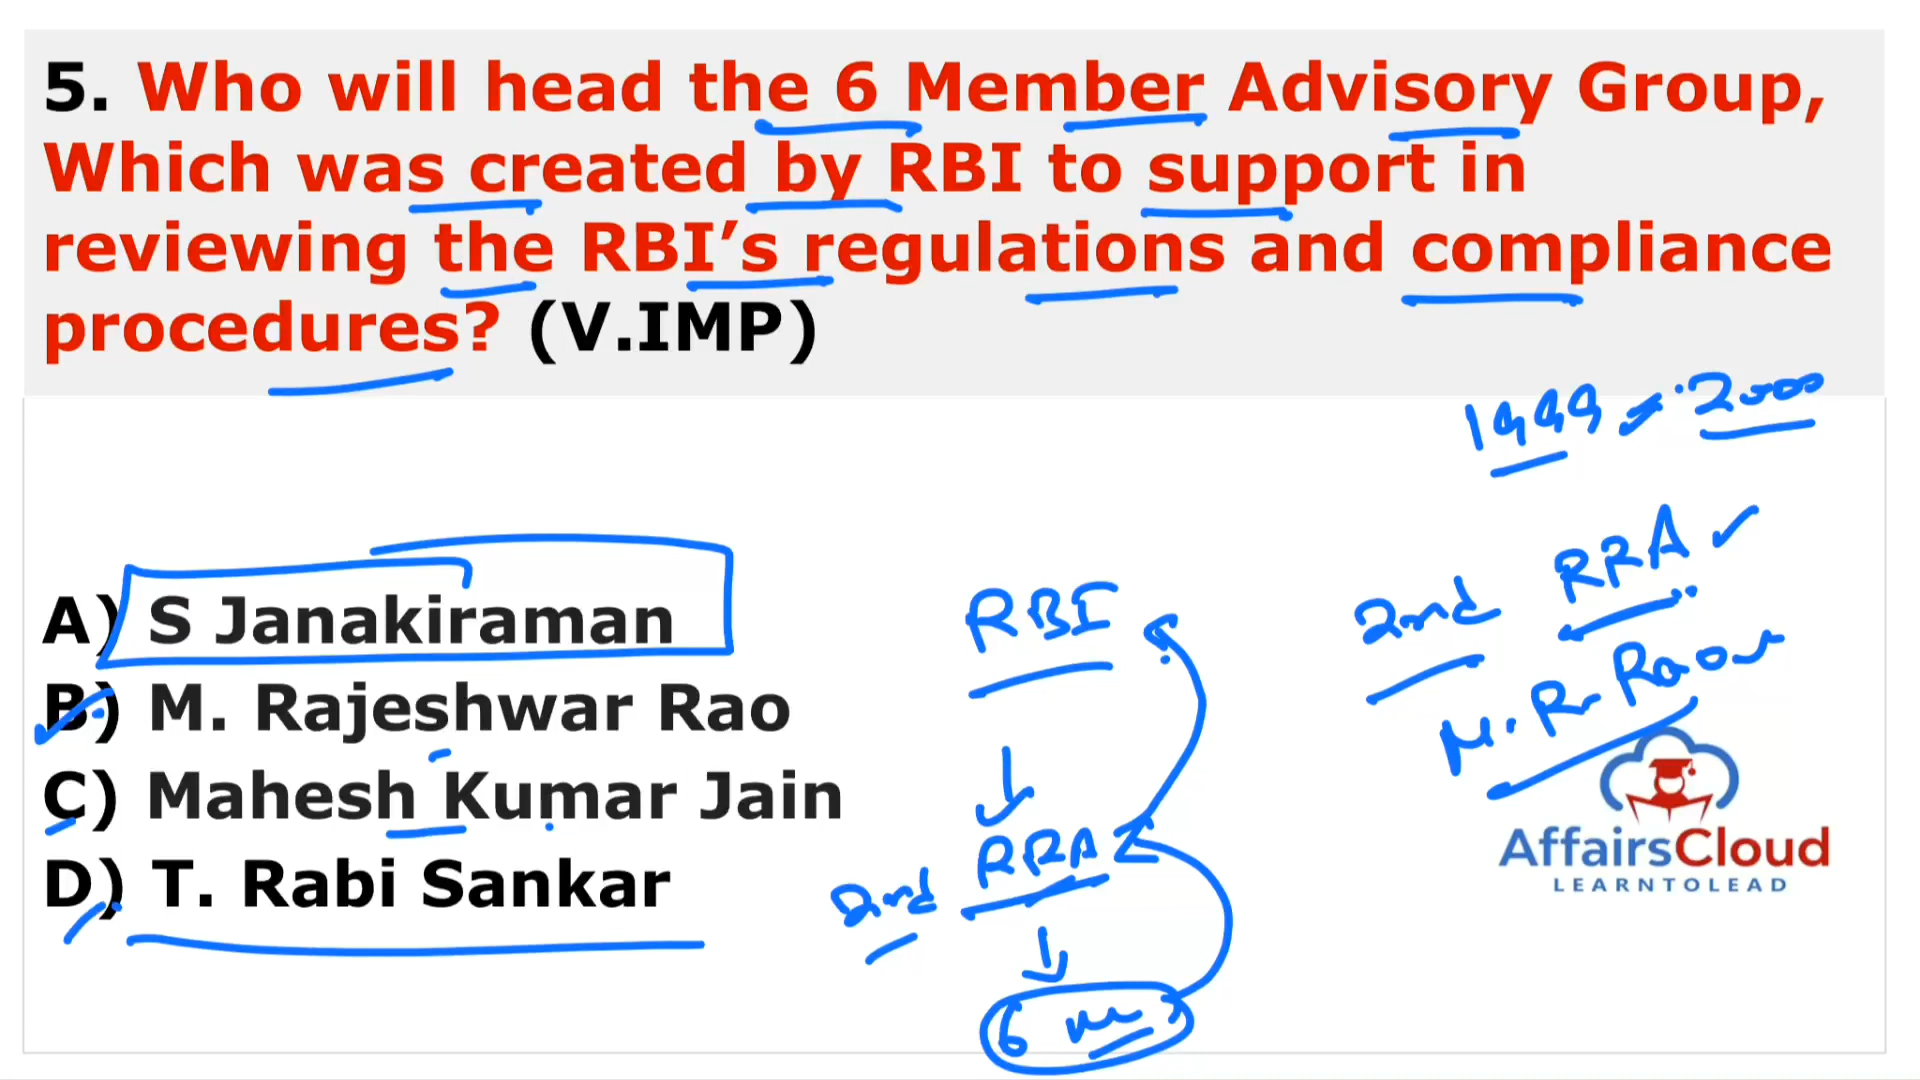 5. Who will head the 6 Member Advisory Group,
Which was created by RBI to support in
reviewing the RBI’s regulations and compliance
procedures? (V.IMP)
1999 2000
A) S Janakiraman
B) M. Rajeshwar Rao
C) Mahesh Kumar Jain
D) T. Rabi Sankar
RBI
RRA
2nd
6 m
RRA
2nd
M. R. Rao
AffairsCloud
LEARNTOLEAD